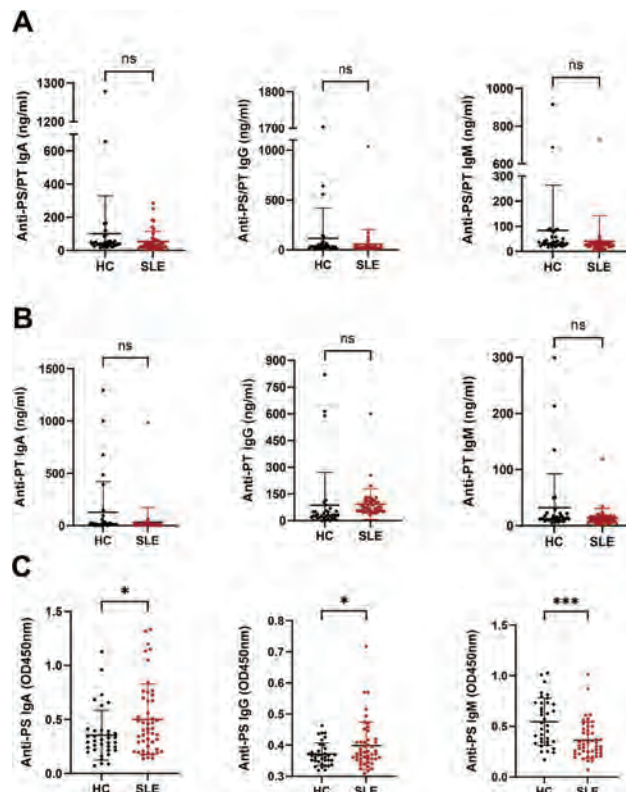 A
Anti-PS/PT IgA (ng/ml)
1300
1200
600
400
200
0
ns
HC SLE
Anti-PS/PT IgG (ng/ml)
1800
1700
1000
500
0
ns
HC SLE
Anti-PS/PT IgM (ng/ml)
1000
800
600
300
200
100
0
ns
HC SLE
B
Anti-PT IgA (ng/ml)
1500
1000
500
0
ns
HC SLE
Anti-PT IgG (ng/ml)
900
750
600
450
300
150
0
ns
HC SLE
Anti-PT IgM (ng/ml)
300
200
100
0
ns
HC SLE
C
Anti-PS IgA (OD450nm)
1.5
1.0
0.5
0.0
*
HC SLE
Anti-PS IgG (OD450nm)
0.8
0.6
0.4
0.3
*
HC SLE
Anti-PS IgM (OD450nm)
1.5
1.0
0.5
0.0
***
HC SLE